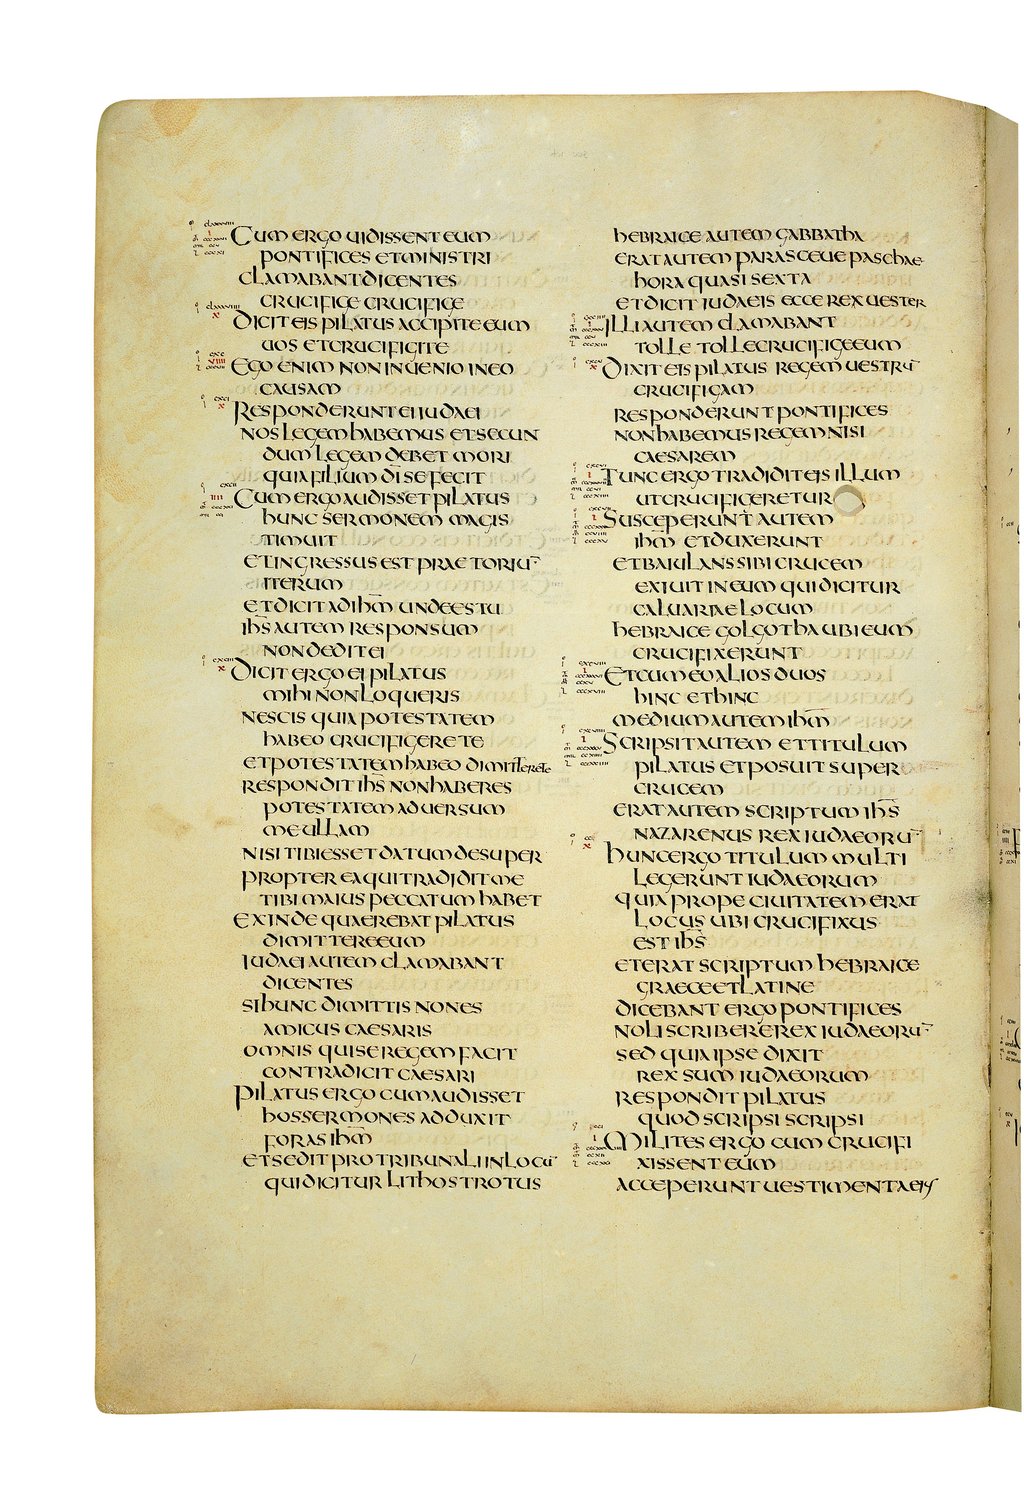 Cum ergo uidissent eum
pontifices et ministri
clamabant dicentes
crucifige crucifige
Dicit eis pilatus accipite eum
uos et crucifigite
Ego enim non inuenio in eo
causam
Responderunt ei iudaei
nos legem habemus et secun
dum legem debet mori
quia filium di se fecit
Cum ergo audisset pilatus
hunc sermonem magis
timuit
et ingressus est praetoriū
iterum
et dicit ad ihm unde es tu
ihs autem responsum
non dedit ei
Dicit ergo ei pilatus
mihi non loqueris
nescis quia potestatem
habeo crucifigere te
et potestatem habeo dimittere te
respondit ihs non haberes
potestatem aduersum
me ullam
nisi tibi esset datum desuper
propterea qui tradidit me
tibi maius peccatum habet
exinde quaerebat pilatus
dimittere eum
iudaei autem clamabant
dicentes
si hunc dimittis non es
amicus caesaris
omnis qui se regem facit
contradicit caesari
pilatus ergo cum audisset
hos sermones adduxit
foras ihm
et sedit pro tribunali in locū
qui dicitur lithostrotus
hebraice autem gabbatha
erat autem parasceue paschae
hora quasi sexta
et dicit iudaeis ecce rex uester
Illi autem clamabant
tolle tolle crucifige eum
Dixit eis pilatus regem uestrū
crucifigam
responderunt pontifices
non habemus regem nisi
caesarem
Tunc ergo tradidit eis illum
ut crucifigeretur
Susceperunt autem
ihm et duxerunt
et baiulans sibi crucem
exiuit in eum qui dicitur
caluariae locum
hebraice golgotha ubi eum
crucifixerunt
Et cum eo alios duos
hinc et hinc
medium autem ihm
Scripsit autem et titulum
pilatus et posuit super
crucem
erat autem scriptum ihs
nazarenus rex iudaeorū
hunc ergo titulum multi
legerunt iudaeorum
quia prope ciuitatem erat
locus ubi crucifixus
est ihs
et erat scriptum hebraice
graece et latine
dicebant ergo pontifices
noli scribere rex iudaeorū
sed quia ipse dixit
rex sum iudaeorum
respondit pilatus
quod scripsi scripsi
Milites ergo cum crucifi
xissent eum
acceperunt uestimenta eis